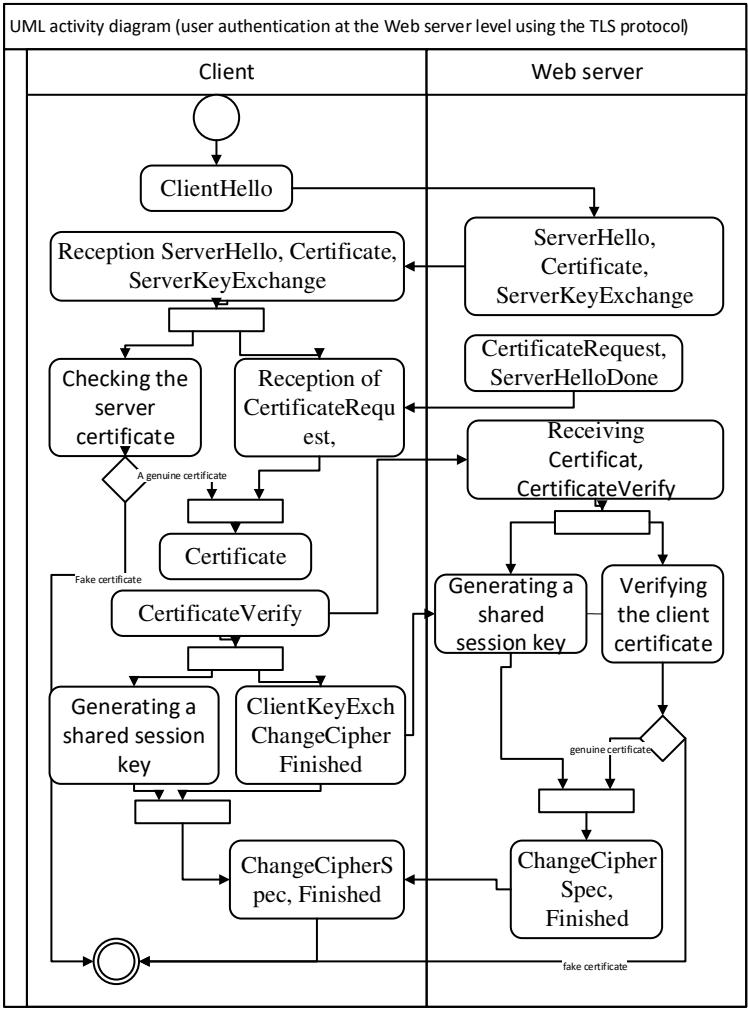 UML activity diagram (user authentication at the Web server level using the TLS protocol)
Client
Web server
ClientHello
ServerHello,
Certificate,
ServerKeyExchange
Reception ServerHello, Certificate,
ServerKeyExchange
CertificateRequest,
ServerHelloDone
Checking the
server
certificate
Reception of
CertificateRequ
est,
Receiving
Certificat,
CertificateVerify
A genuine certificate
Certificate
Fake certificate
CertificateVerify
Generating a
shared
session key
Verifying
the client
certificate
Generating a
shared session
key
ClientKeyExch
ChangeCipher
Finished
genuine certificate
ChangeCipherS
pec, Finished
ChangeCipher
Spec,
Finished
fake certificate